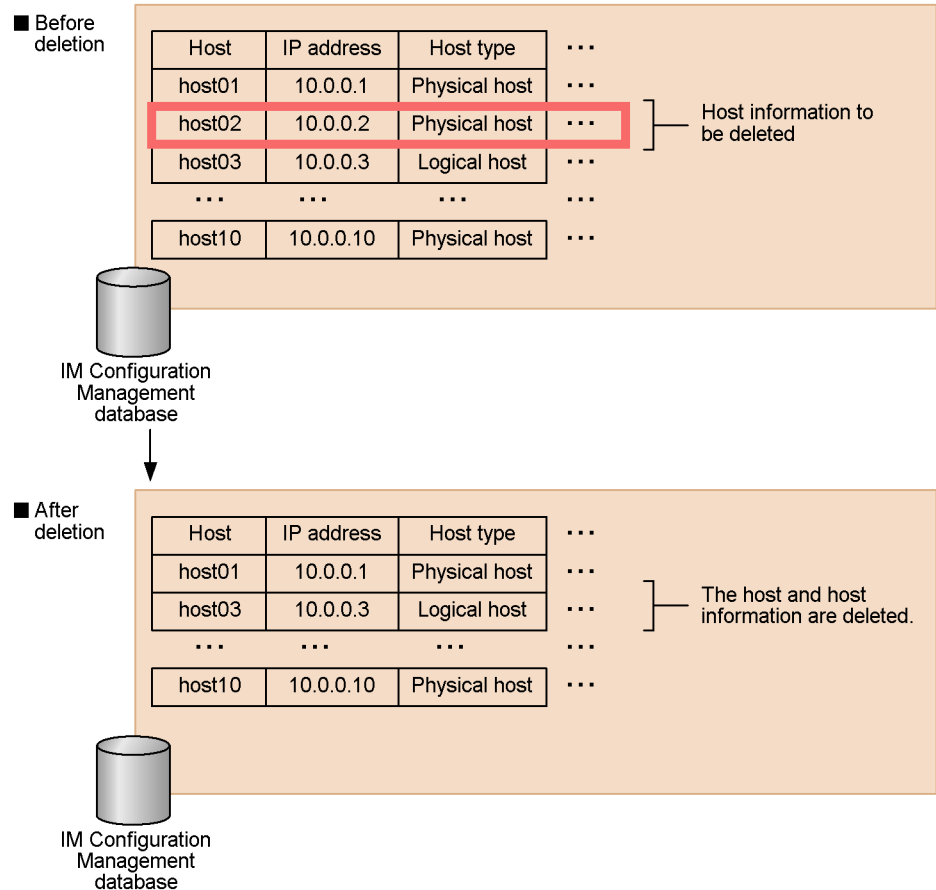 ■ Before
deletion
Host IP address Host type ...
host01 10.0.0.1 Physical host ...
host02 10.0.0.2 Physical host ...
Host information to
be deleted
host03 10.0.0.3 Logical host ...
... ... ... ...
host10 10.0.0.10 Physical host ...
IM Configuration
Management
database
■ After
deletion
Host IP address Host type ...
host01 10.0.0.1 Physical host ...
host03 10.0.0.3 Logical host ...
The host and host
information are deleted.
... ... ... ...
host10 10.0.0.10 Physical host ...
IM Configuration
Management
database